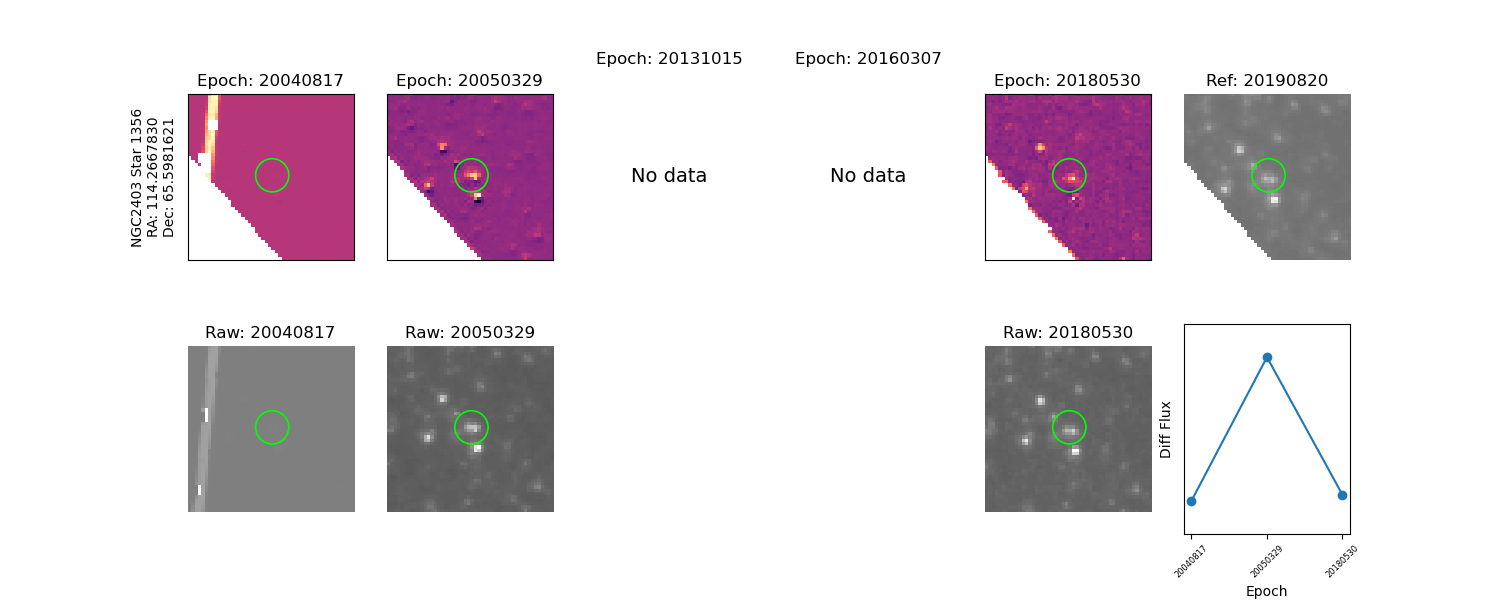 Epoch: 20040817
Epoch: 20050329
Epoch: 20131015
Epoch: 20160307
Epoch: 20180530
Ref: 20190820
NGC2403 Star 1356
RA: 114.2667830
Dec: 65.5981621
No data
No data
Raw: 20040817
Raw: 20050329
Raw: 20180530
Diff Flux
20040817
20050329
20180530
Epoch